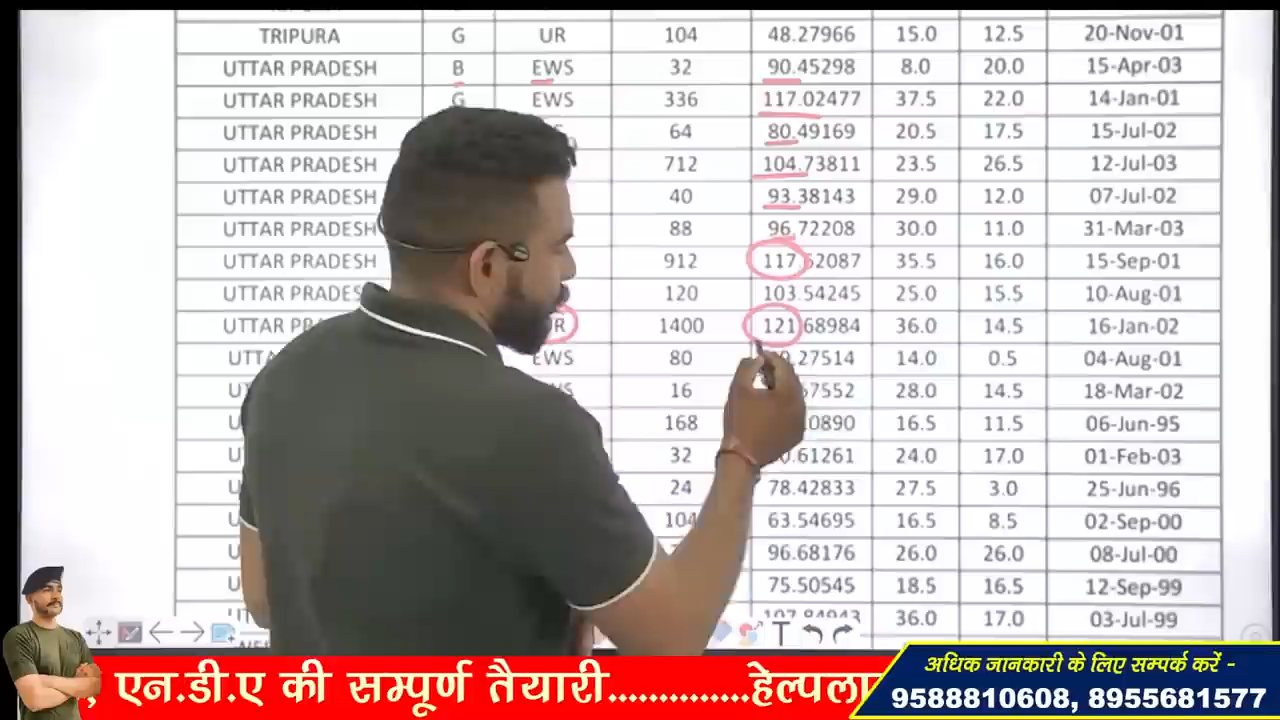 TRIPURA G UR 104 48.27966 15.0 12.5 20-Nov-01
UTTAR PRADESH B EWS 32 90.45298 8.0 20.0 15-Apr-03
UTTAR PRADESH G EWS 336 117.02477 37.5 22.0 14-Jan-01
UTTAR PRADESH 64 80.49169 20.5 17.5 15-Jul-02
UTTAR PRADESH 712 104.73811 23.5 26.5 12-Jul-03
UTTAR PRADESH 40 93.38143 29.0 12.0 07-Jul-02
UTTAR PRADESH 88 96.72208 30.0 11.0 31-Mar-03
UTTAR PRADESH 912 117.52087 35.5 16.0 15-Sep-01
UTTAR 120 103.54245 25.0 15.5 10-Aug-01
UTTAR 1400 121.68984 36.0 14.5 16-Jan-02
EWS 80 .27514 14.0 0.5 04-Aug-01
16 28.0 14.5 18-Mar-02
168 16.5 11.5 06-Jun-95
32 .61261 24.0 17.0 01-Feb-03
24 78.42833 27.5 3.0 25-Jun-96
104 63.54695 16.5 8.5 02-Sep-00
96.68176 26.0 26.0 08-Jul-00
75.50545 18.5 16.5 12-Sep-99
107.84943 36.0 17.0 03-Jul-99
, एन.डी.ए की सम्पूर्ण तैयारी.............हेल्पला
अधिक जानकारी के लिए सम्पर्क करें -
9588810608, 8955681577